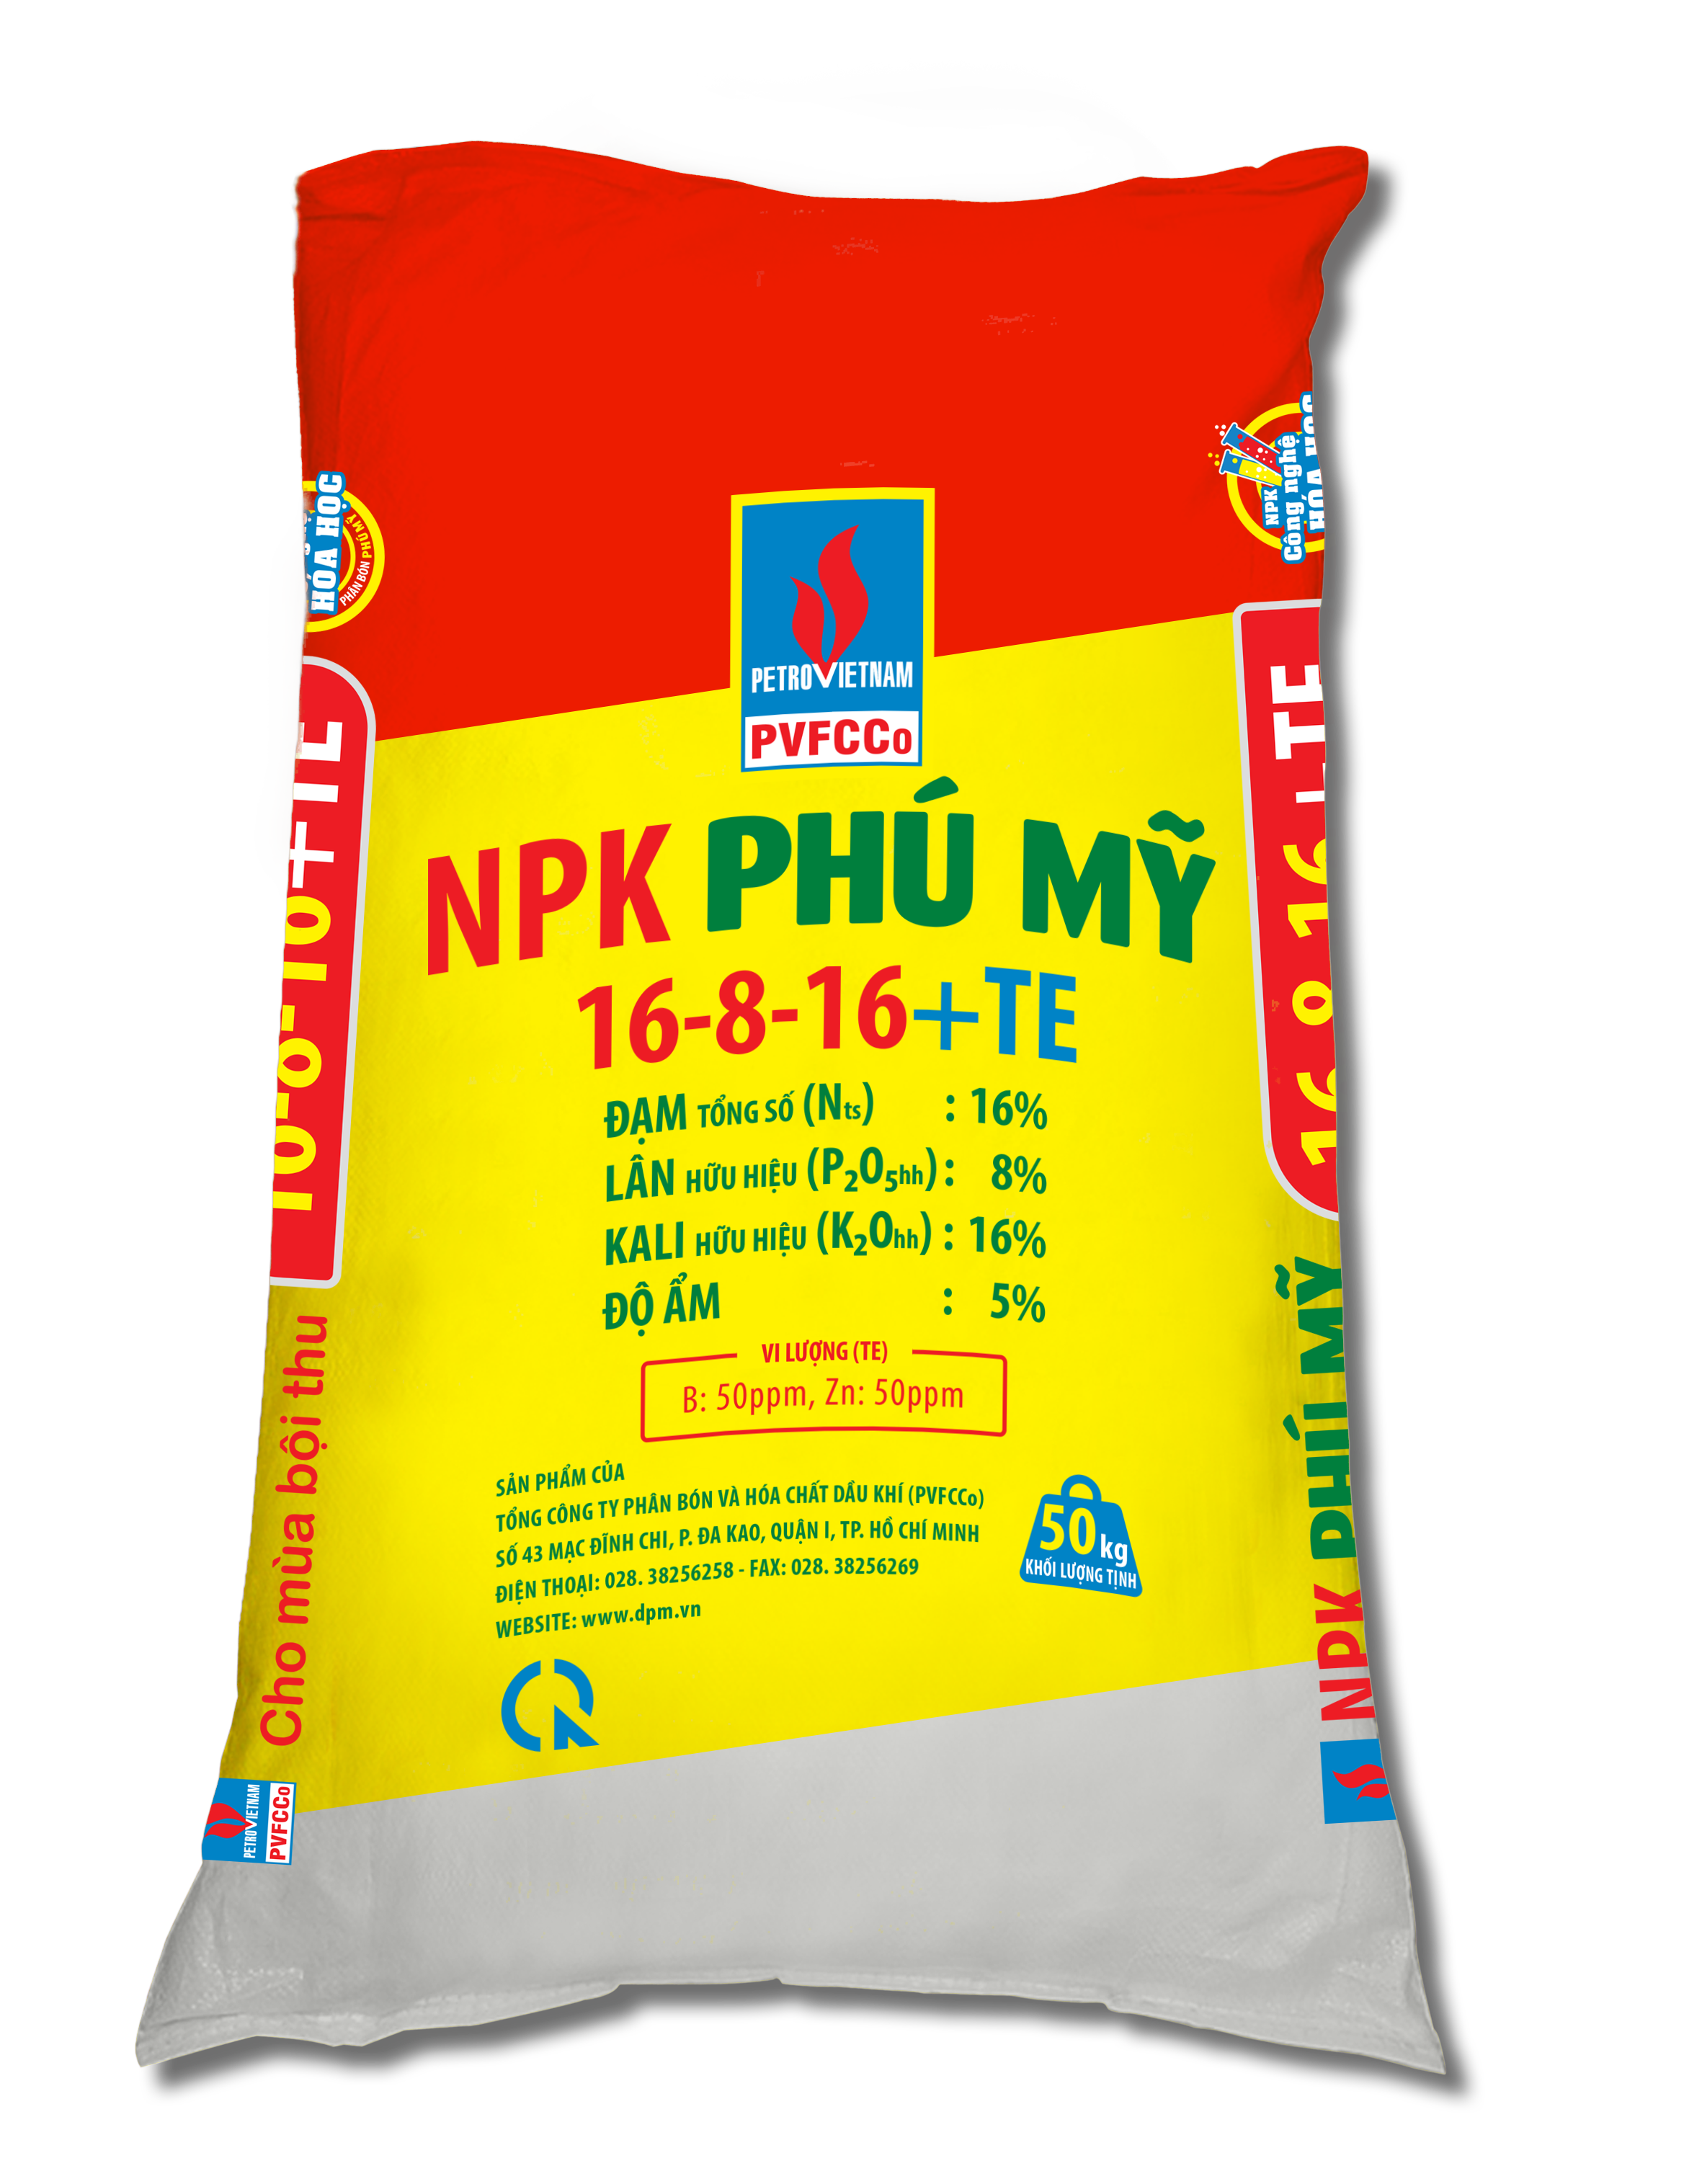 PETROVIETNAM
PVFCCo
NPK PHÚ MỸ
16-8-16+TE
ĐẠM TỔNG SỐ (Nts) : 16%
LÂN HỮU HIỆU (P₂O₅hh) : 8%
KALI HỮU HIỆU (K₂Ohh) : 16%
ĐỘ ẨM : 5%
VI LƯỢNG (TE)
B: 50ppm, Zn: 50ppm
SẢN PHẨM CỦA
TỔNG CÔNG TY PHÂN BÓN VÀ HÓA CHẤT DẦU KHÍ (PVFCCo)
SỐ 43 MẠC ĐĨNH CHI, P. ĐA KAO, QUẬN I, TP. HỒ CHÍ MINH
ĐIỆN THOẠI: 028. 38256258 - FAX: 028. 38256269
WEBSITE: www.dpm.vn
50kg
KHỐI LƯỢNG TỊNH
HÓA HỌC
PHÂN BÓN PHÚ MỸ
16-8-16+TE
Cho mùa bội thu
PETROVIETNAM
PVFCCo
NPK
Công nghệ
HÓA HỌC
16-8-16+TE
NPK PHÚ MỸ